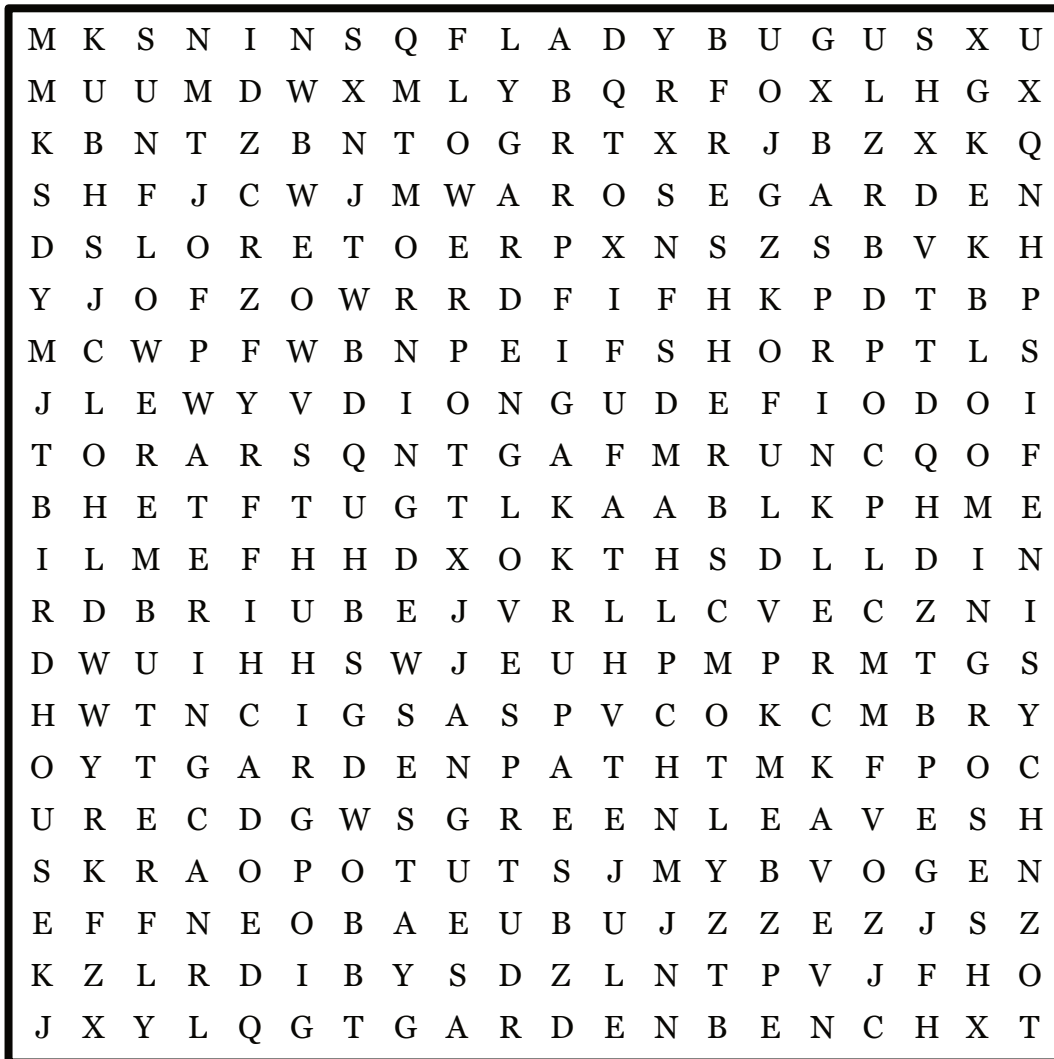 M K S N I N S Q F L A D Y B U G U S X U
M U U M D W X M L Y B Q R F O X L H G X
K B N T Z B N T O G R T X R J B Z X K Q
S H F J C W J M W A R O S E G A R D E N
D S L O R E T O E R P X N S Z S B V K H
Y J O F Z O W R R D F I F H K P D T B P
M C W P F W B N P E I F S H O R P T L S
J L E W Y V D I O N G U D E F I O D O I
T O R A R S Q N T G A F M R U N C Q O F
B H E T F T U G T L K A A B L K P H M E
I L M E F H H D X O K T H S D L L D I N
R D B R I U B E J V R L L C V E C Z N I
D W U I H H S W J E U H P M P R M T G S
H W T N C I G S A S P V C O K C M B R Y
O Y T G A R D E N P A T H T M K F P O C
U R E C D G W S G R E E N L E A V E S H
S K R A O P O T U T S J M Y B V O G E N
E F F N E O B A E U B U J Z Z E Z J S Z
K Z L R D I B Y S D Z L N T P V J F H O
J X Y L Q G T G A R D E N B E N C H X T